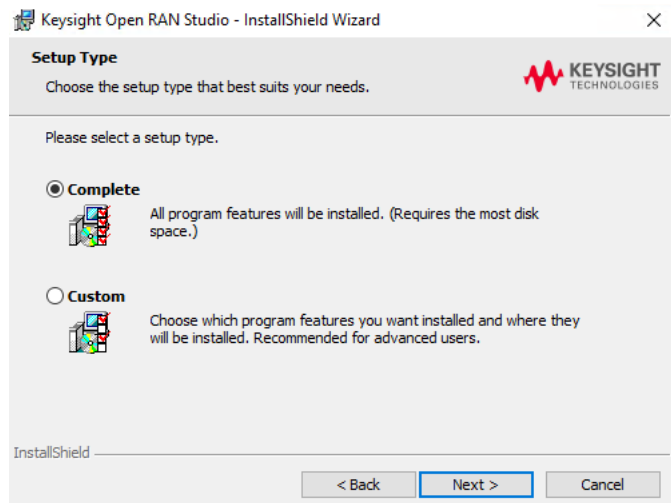 Keysight Open RAN Studio - InstallShield Wizard
Setup Type
Choose the setup type that best suits your needs.
KEYSIGHT
TECHNOLOGIES
Please select a setup type.
Complete
All program features will be installed. (Requires the most disk
space.)
Custom
Choose which program features you want installed and where they
will be installed. Recommended for advanced users.
InstallShield
< Back
Next >
Cancel